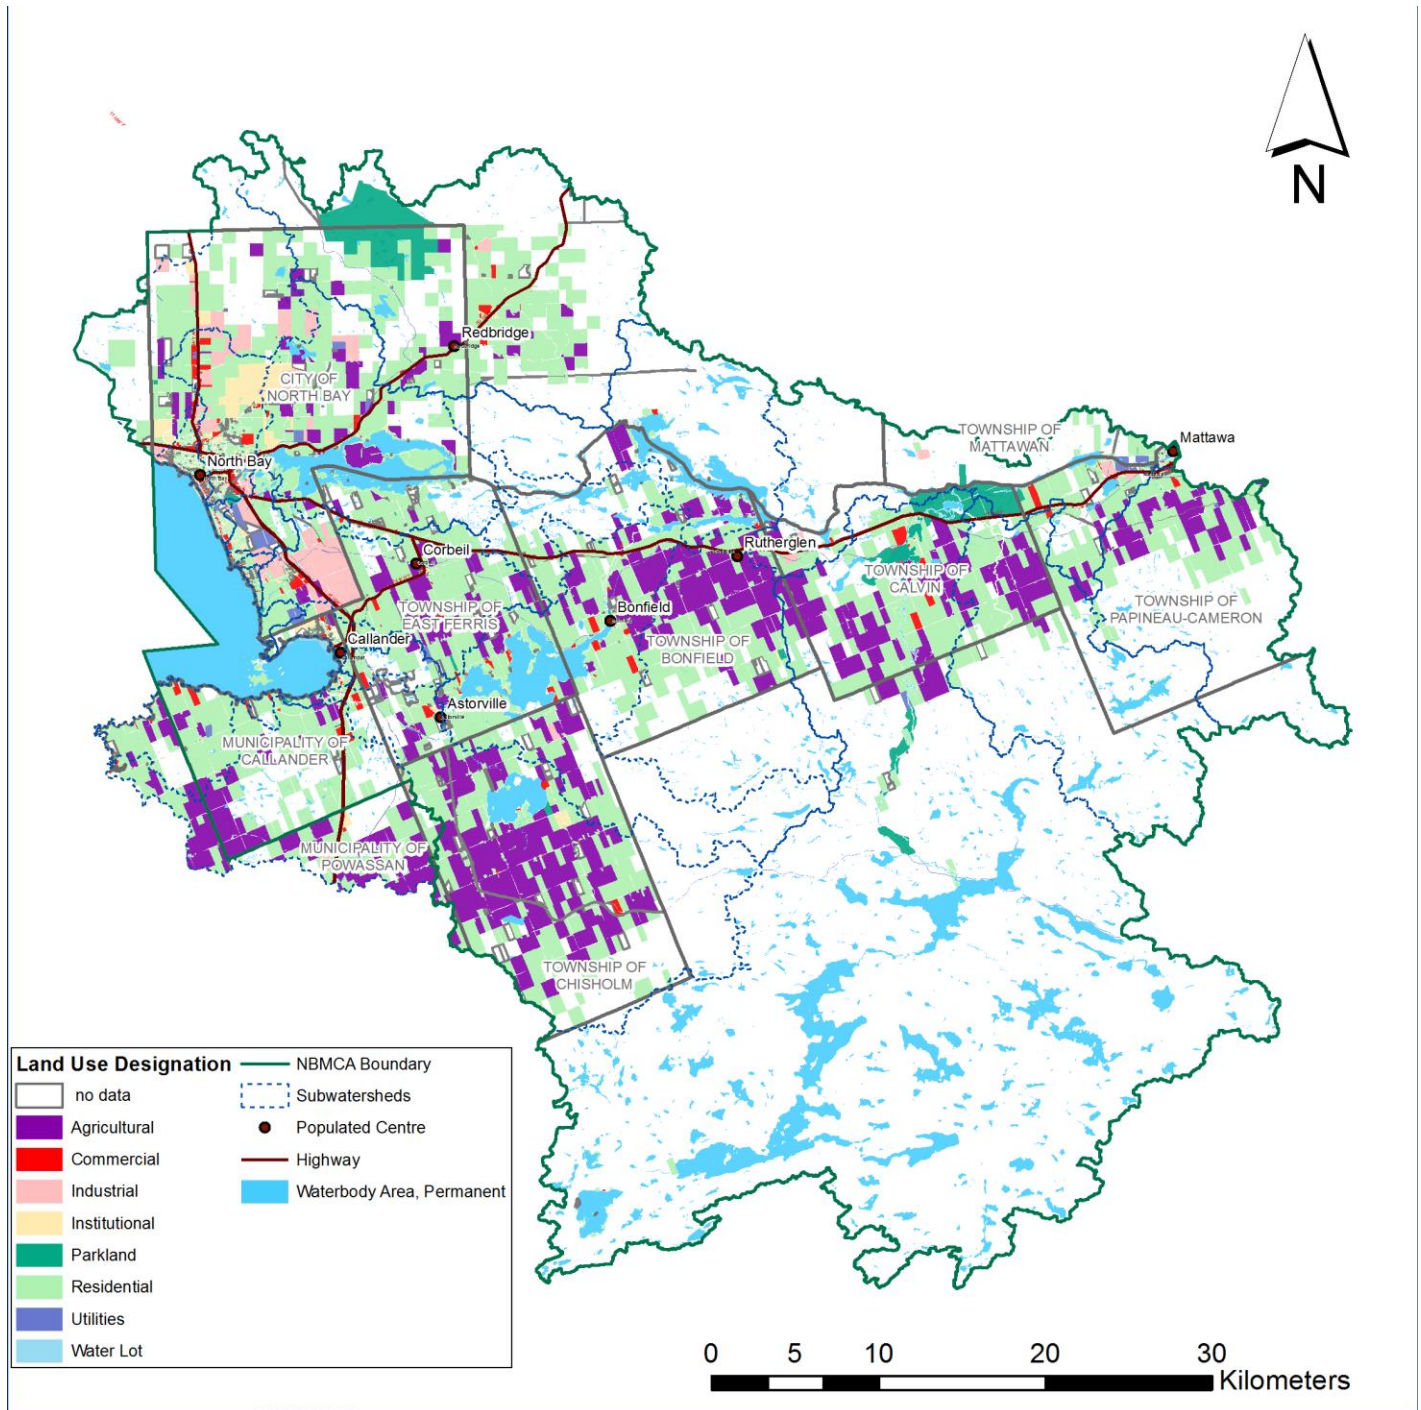 N
Redbridge
CITY OF
NORTH BAY
North Bay
TOWNSHIP OF
MATTAWAN
Mattawa
Corbeil
Rutherglen
TOWNSHIP OF
CALVIN
TOWNSHIP OF
EAST FERRIS
Bonfield
TOWNSHIP OF
BONFIELD
TOWNSHIP OF
PAPINEAU-CAMERON
Callander
Astorville
MUNICIPALITY OF
CALLANDER
MUNICIPALITY OF
POWASSAN
TOWNSHIP OF
CHISHOLM
Land Use Designation
no data
Agricultural
Commercial
Industrial
Institutional
Parkland
Residential
Utilities
Water Lot
NBMCA Boundary
Subwatersheds
Populated Centre
Highway
Waterbody Area, Permanent
0 5 10 20 30
Kilometers